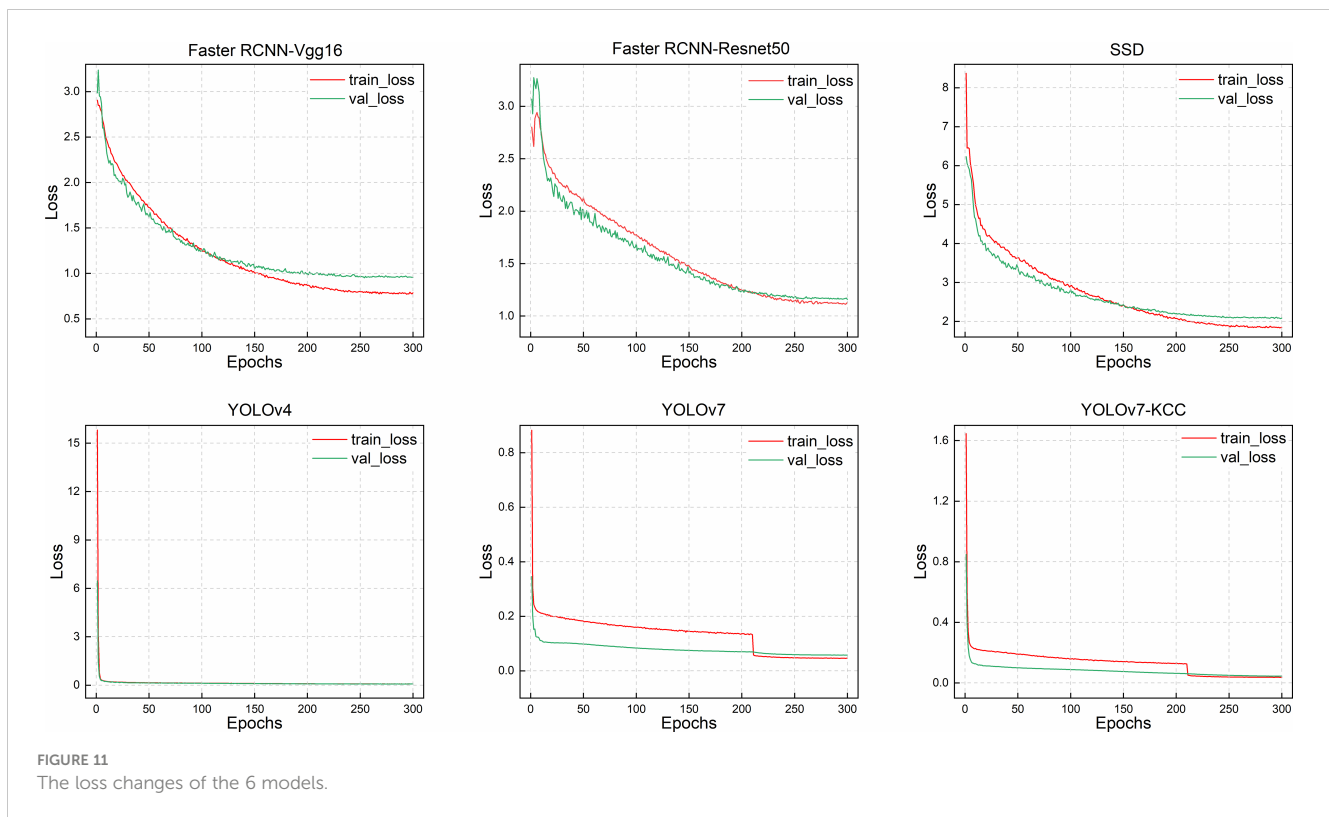 Faster RCNN-Vgg16
train_loss
val_loss
3.0
2.5
2.0
1.5
1.0
0.5
Loss
0 50 100 150 200 250 300
Epochs
Faster RCNN-Resnet50
train_loss
val_loss
3.0
2.5
2.0
1.5
1.0
Loss
0 50 100 150 200 250 300
Epochs
SSD
train_loss
val_loss
8
7
6
5
4
3
2
Loss
0 50 100 150 200 250 300
Epochs
YOLOv4
train_loss
val_loss
15
12
9
6
3
0
Loss
0 50 100 150 200 250 300
Epochs
YOLOv7
train_loss
val_loss
0.8
0.6
0.4
0.2
0.0
Loss
0 50 100 150 200 250 300
Epochs
YOLOv7-KCC
train_loss
val_loss
1.6
1.2
0.8
0.4
0.0
Loss
0 50 100 150 200 250 300
Epochs
FIGURE 11
The loss changes of the 6 models.